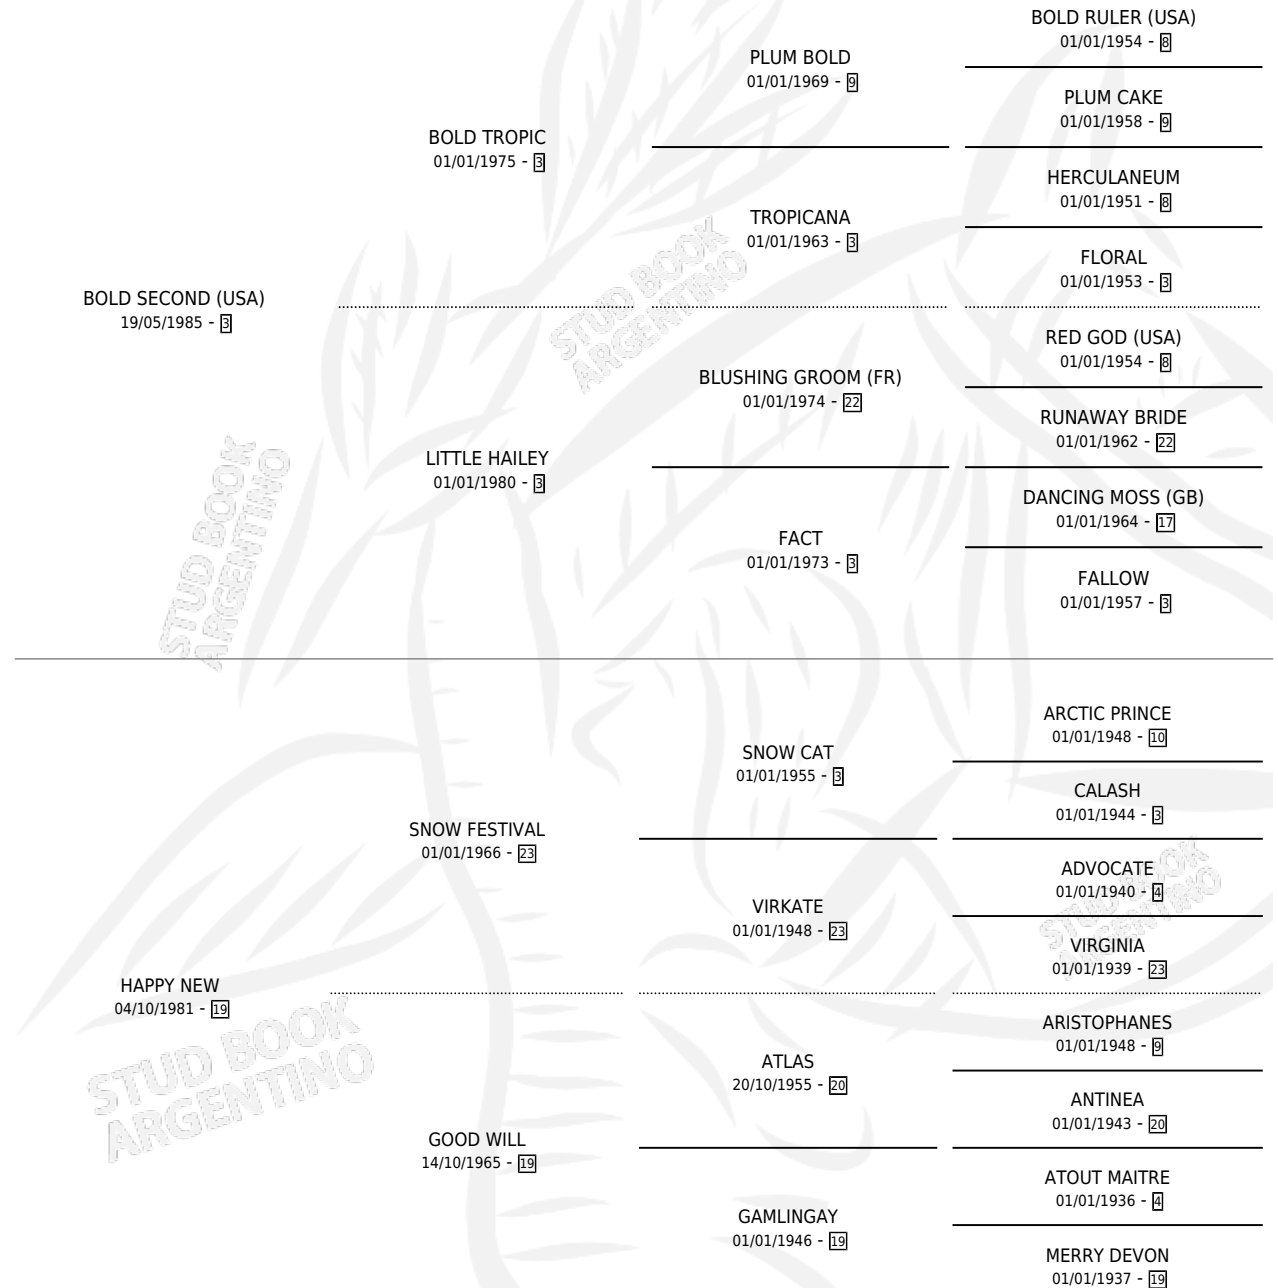 BOLD RULER (USA)
01/01/1954 - 8
PLUM BOLD
01/01/1969 - 9
PLUM CAKE
01/01/1958 - 9
BOLD TROPIC
01/01/1975 - 3
HERCULANEUM
01/01/1951 - 8
TROPICANA
01/01/1963 - 3
FLORAL
01/01/1953 - 3
BOLD SECOND (USA)
19/05/1985 - 3
STUD BOOK
ARGENTINO
RED GOD (USA)
01/01/1954 - 8
BLUSHING GROOM (FR)
01/01/1974 - 22
RUNAWAY BRIDE
01/01/1962 - 22
LITTLE HAILEY
01/01/1980 - 3
DANCING MOSS (GB)
01/01/1964 - 17
FACT
01/01/1973 - 3
FALLOW
01/01/1957 - 3
STUD BOOK
ARGENTINO
ARCTIC PRINCE
01/01/1948 - 10
SNOW CAT
01/01/1955 - 3
CALASH
01/01/1944 - 3
SNOW FESTIVAL
01/01/1966 - 23
ADVOCATE
01/01/1940 - 4
VIRKATE
01/01/1948 - 23
STUD BOOK
ARGENTINO
VIRGINIA
01/01/1939 - 23
HAPPY NEW
04/10/1981 - 19
ARISTOPHANES
01/01/1948 - 9
ATLAS
20/10/1955 - 20
STUD BOOK
ARGENTINO
ANTINEA
01/01/1943 - 20
GOOD WILL
14/10/1965 - 19
ATOUT MAITRE
01/01/1936 - 4
GAMLINGAY
01/01/1946 - 19
MERRY DEVON
01/01/1937 - 19